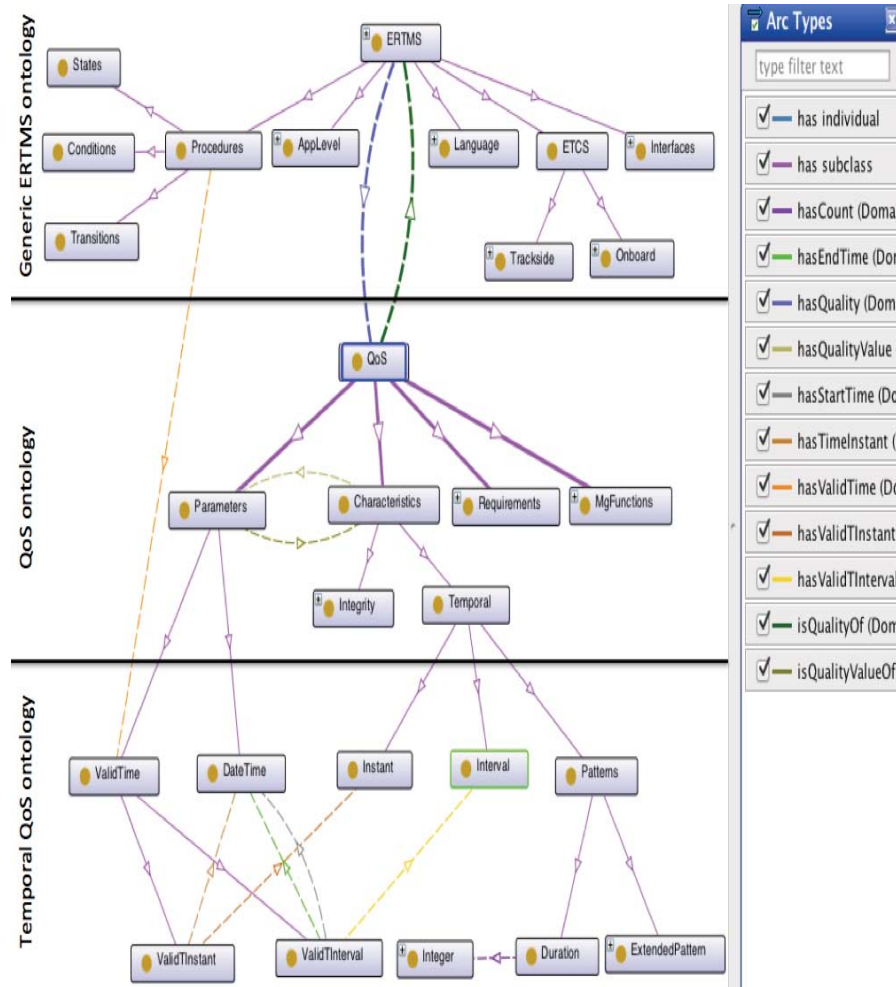 Generic ERTMS ontology
ERTMS
States
Conditions
Procedures
AppLevel
Language
ETCS
Interfaces
Transitions
Trackside
Onboard
QoS ontology
QoS
Parameters
Characteristics
Requirements
MgFunctions
Integrity
Temporal
Temporal QoS ontology
ValidTime
DateTime
Instant
Interval
Patterns
ValidTInstant
ValidTInterval
Integer
Duration
ExtendedPattern
Arc Types
type filter text
has individual
has subclass
hasCount (Doma
hasEndTime (Dor
hasQuality (Dom
hasQualityValue
hasStartTime (Do
hasTimeInstant (
hasValidTime (Do
hasValidTInstant
hasValidTInterval
isQualityOf (Dom
isQualityValueOf